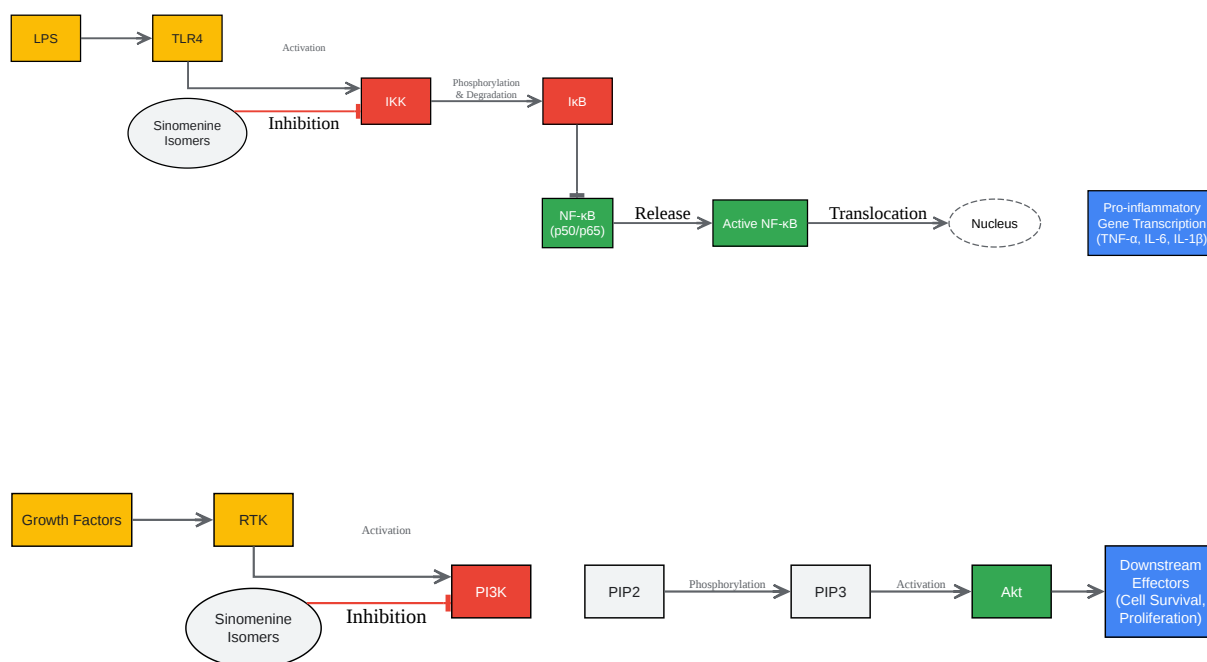 LPS
TLR4
Activation
IKK
Phosphorylation
& Degradation
IκB
Sinomenine
Isomers
Inhibition
NF-κB
(p50/p65)
Release
Active NF-κB
Translocation
Nucleus
Pro-inflammatory
Gene Transcription
(TNF-α, IL-6, IL-1β)
Growth Factors
RTK
Activation
PI3K
Sinomenine
Isomers
Inhibition
PIP2
Phosphorylation
PIP3
Activation
Akt
Downstream
Effectors
(Cell Survival,
Proliferation)